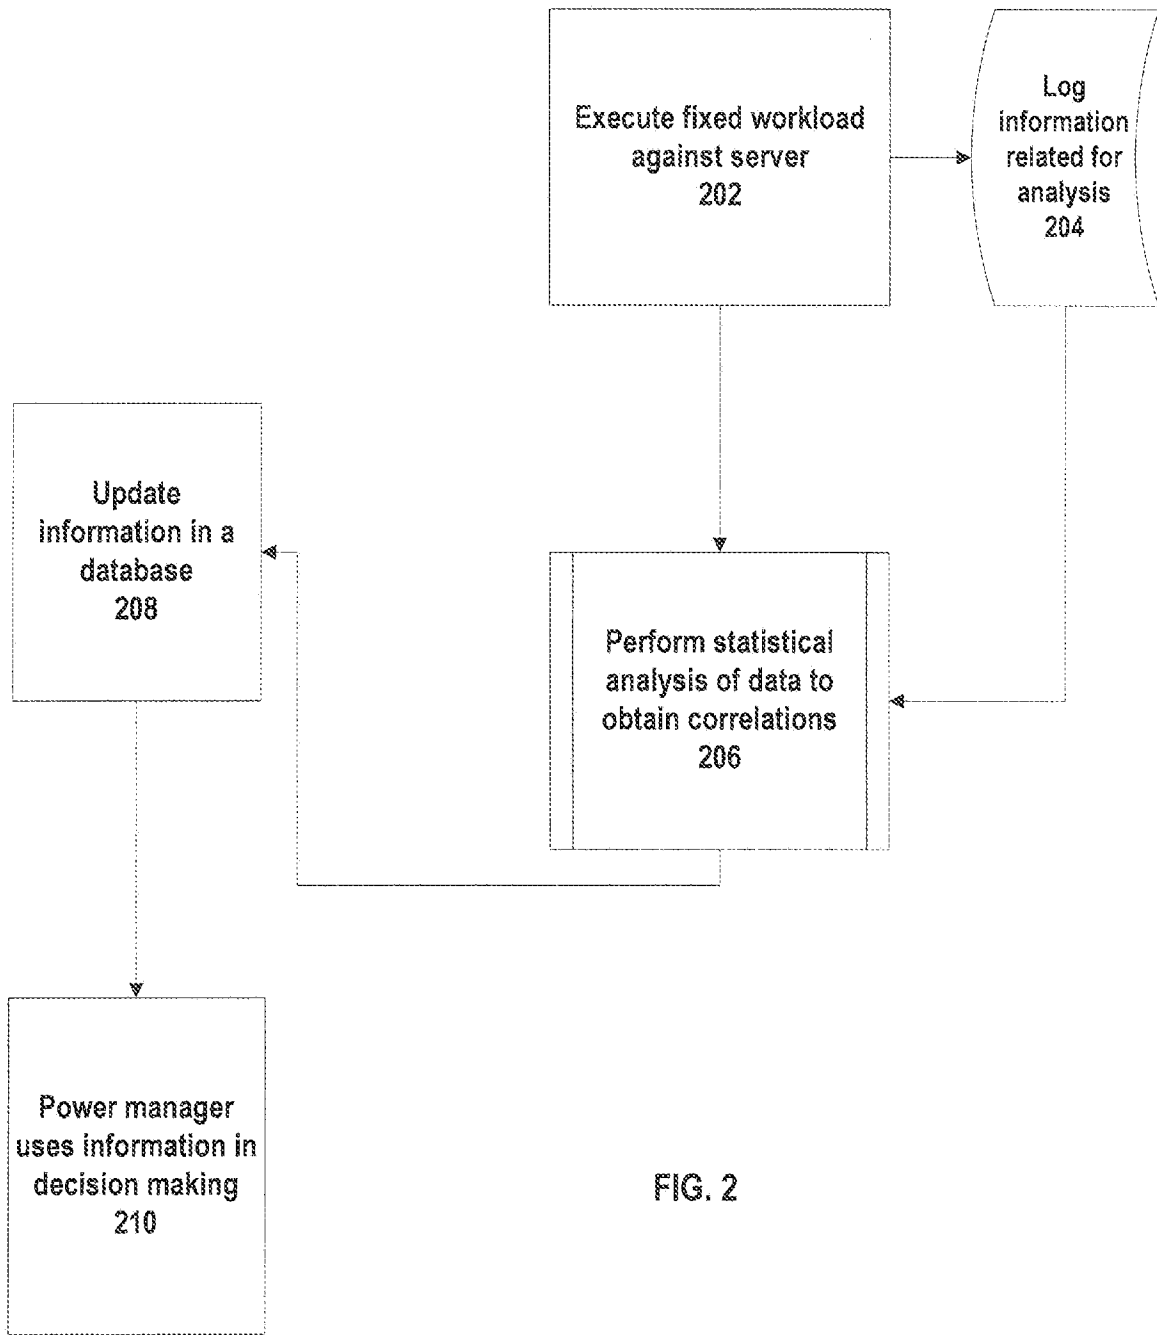 Execute fixed workload
against server
202
Log
information
related for
analysis
204
Update
information in a
database
208
Perform statistical
analysis of data to
obtain correlations
206
Power manager
uses information in
decision making
210
FIG. 2